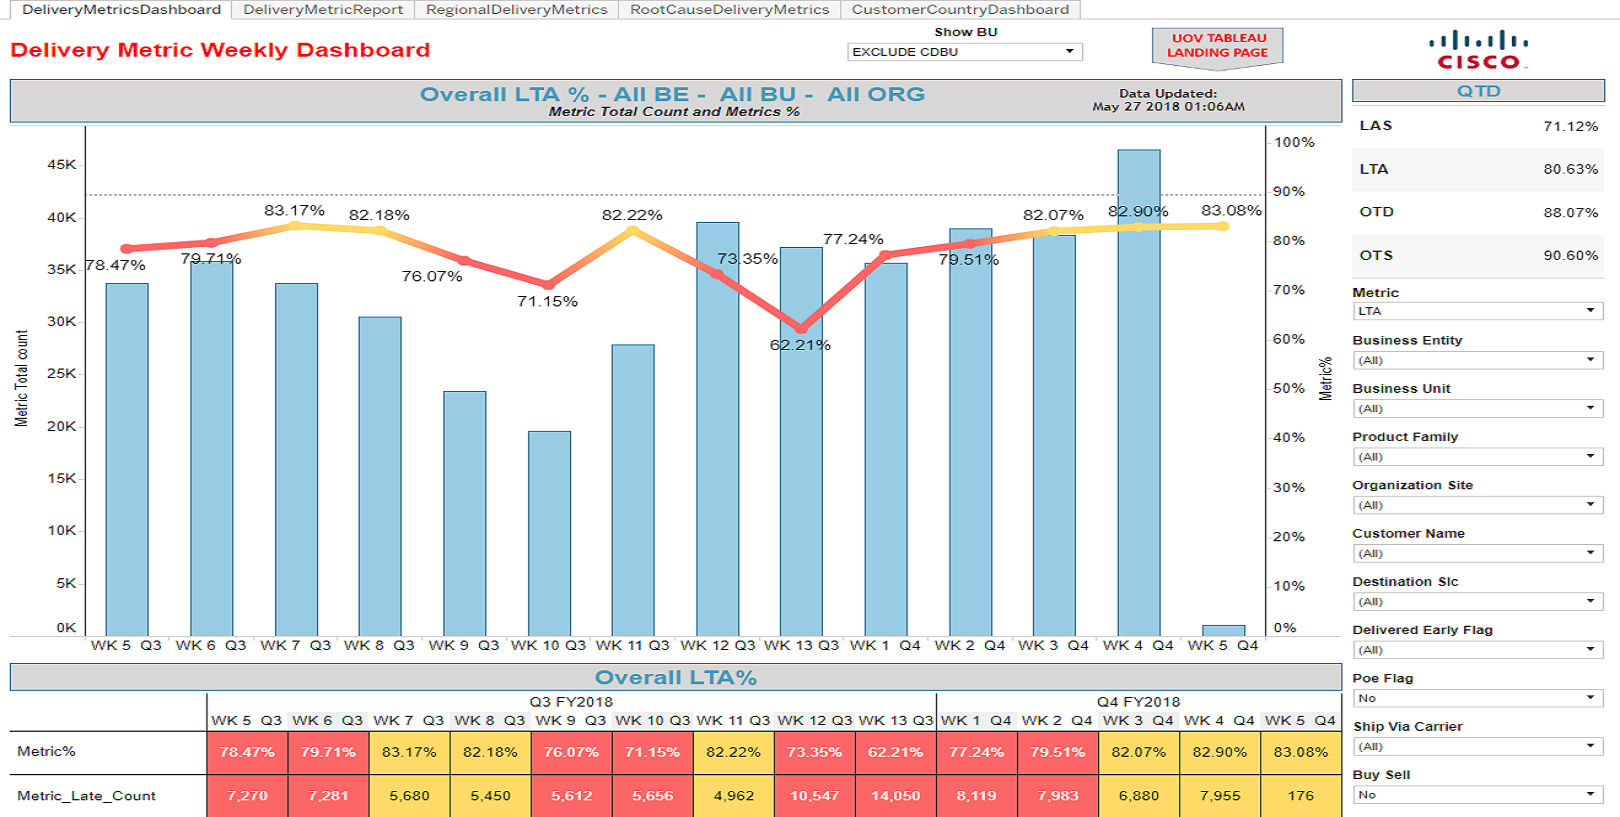 DeliveryMetricsDashboard DeliveryMetricReport RegionalDeliveryMetrics RootCauseDeliveryMetrics CustomerCountryDashboard
Delivery Metric Weekly Dashboard
Show BU
EXCLUDE CDBU
UOV TABLEAU
LANDING PAGE
CISCO
Overall LTA % - All BE - All BU - All ORG
Metric Total Count and Metrics %
Data Updated:
May 27 2018 01:06AM
Metric Total count
45K
40K
35K
30K
25K
20K
15K
10K
5K
0K
78.47%
79.71%
83.17%
82.18%
76.07%
71.15%
82.22%
73.35%
62.21%
77.24%
79.51%
82.07%
82.90%
83.08%
100%
90%
80%
70%
60%
50%
40%
30%
20%
10%
0%
Metric%
WK 5 Q3 WK 6 Q3 WK 7 Q3 WK 8 Q3 WK 9 Q3 WK 10 Q3 WK 11 Q3 WK 12 Q3 WK 13 Q3 WK 1 Q4 WK 2 Q4 WK 3 Q4 WK 4 Q4 WK 5 Q4
Overall LTA%
Q3 FY2018 Q4 FY2018
WK 5 Q3 WK 6 Q3 WK 7 Q3 WK 8 Q3 WK 9 Q3 WK 10 Q3 WK 11 Q3 WK 12 Q3 WK 13 Q3 WK 1 Q4 WK 2 Q4 WK 3 Q4 WK 4 Q4 WK 5 Q4
Metric% 78.47% 79.71% 83.17% 82.18% 76.07% 71.15% 82.22% 73.35% 62.21% 77.24% 79.51% 82.07% 82.90% 83.08%
Metric_Late_Count 7,270 7,281 5,680 5,450 5,612 5,656 4,962 10,547 14,050 8,119 7,983 6,880 7,955 176
QTD
LAS 71.12%
LTA 80.63%
OTD 88.07%
OTS 90.60%
Metric
LTA
Business Entity
(All)
Business Unit
(All)
Product Family
(All)
Organization Site
(All)
Customer Name
(All)
Destination Slc
(All)
Delivered Early Flag
(All)
Poe Flag
No
Ship Via Carrier
(All)
Buy Sell
No